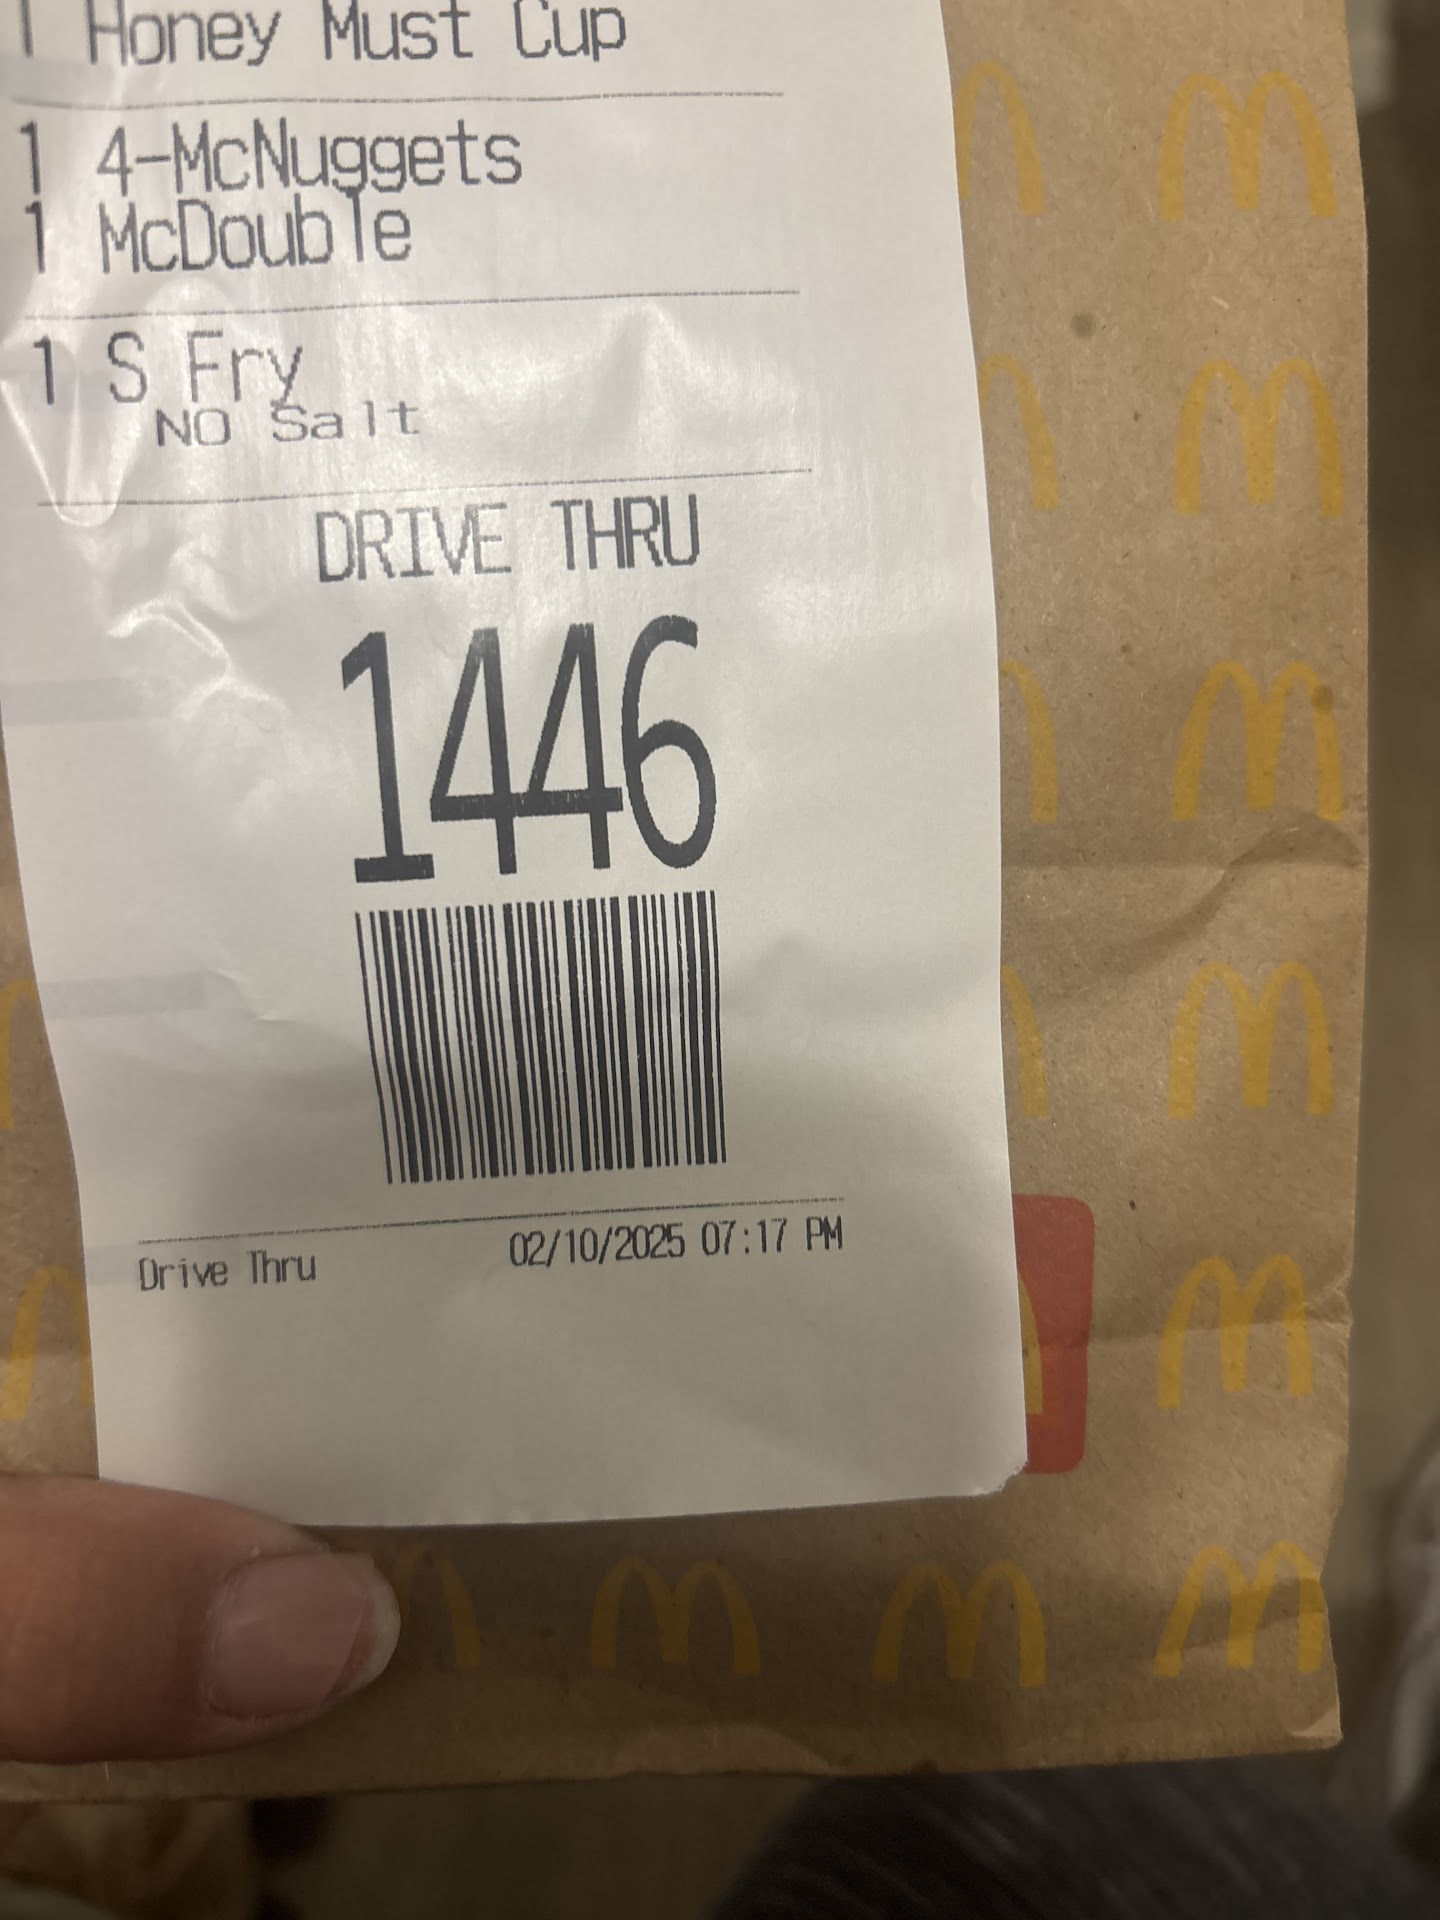 1 Honey Must Cup
1 4-McNuggets
1 McDouble
1 S Fry
NO Salt
DRIVE THRU
1446
Drive Thru 02/10/2025 07:17 PM